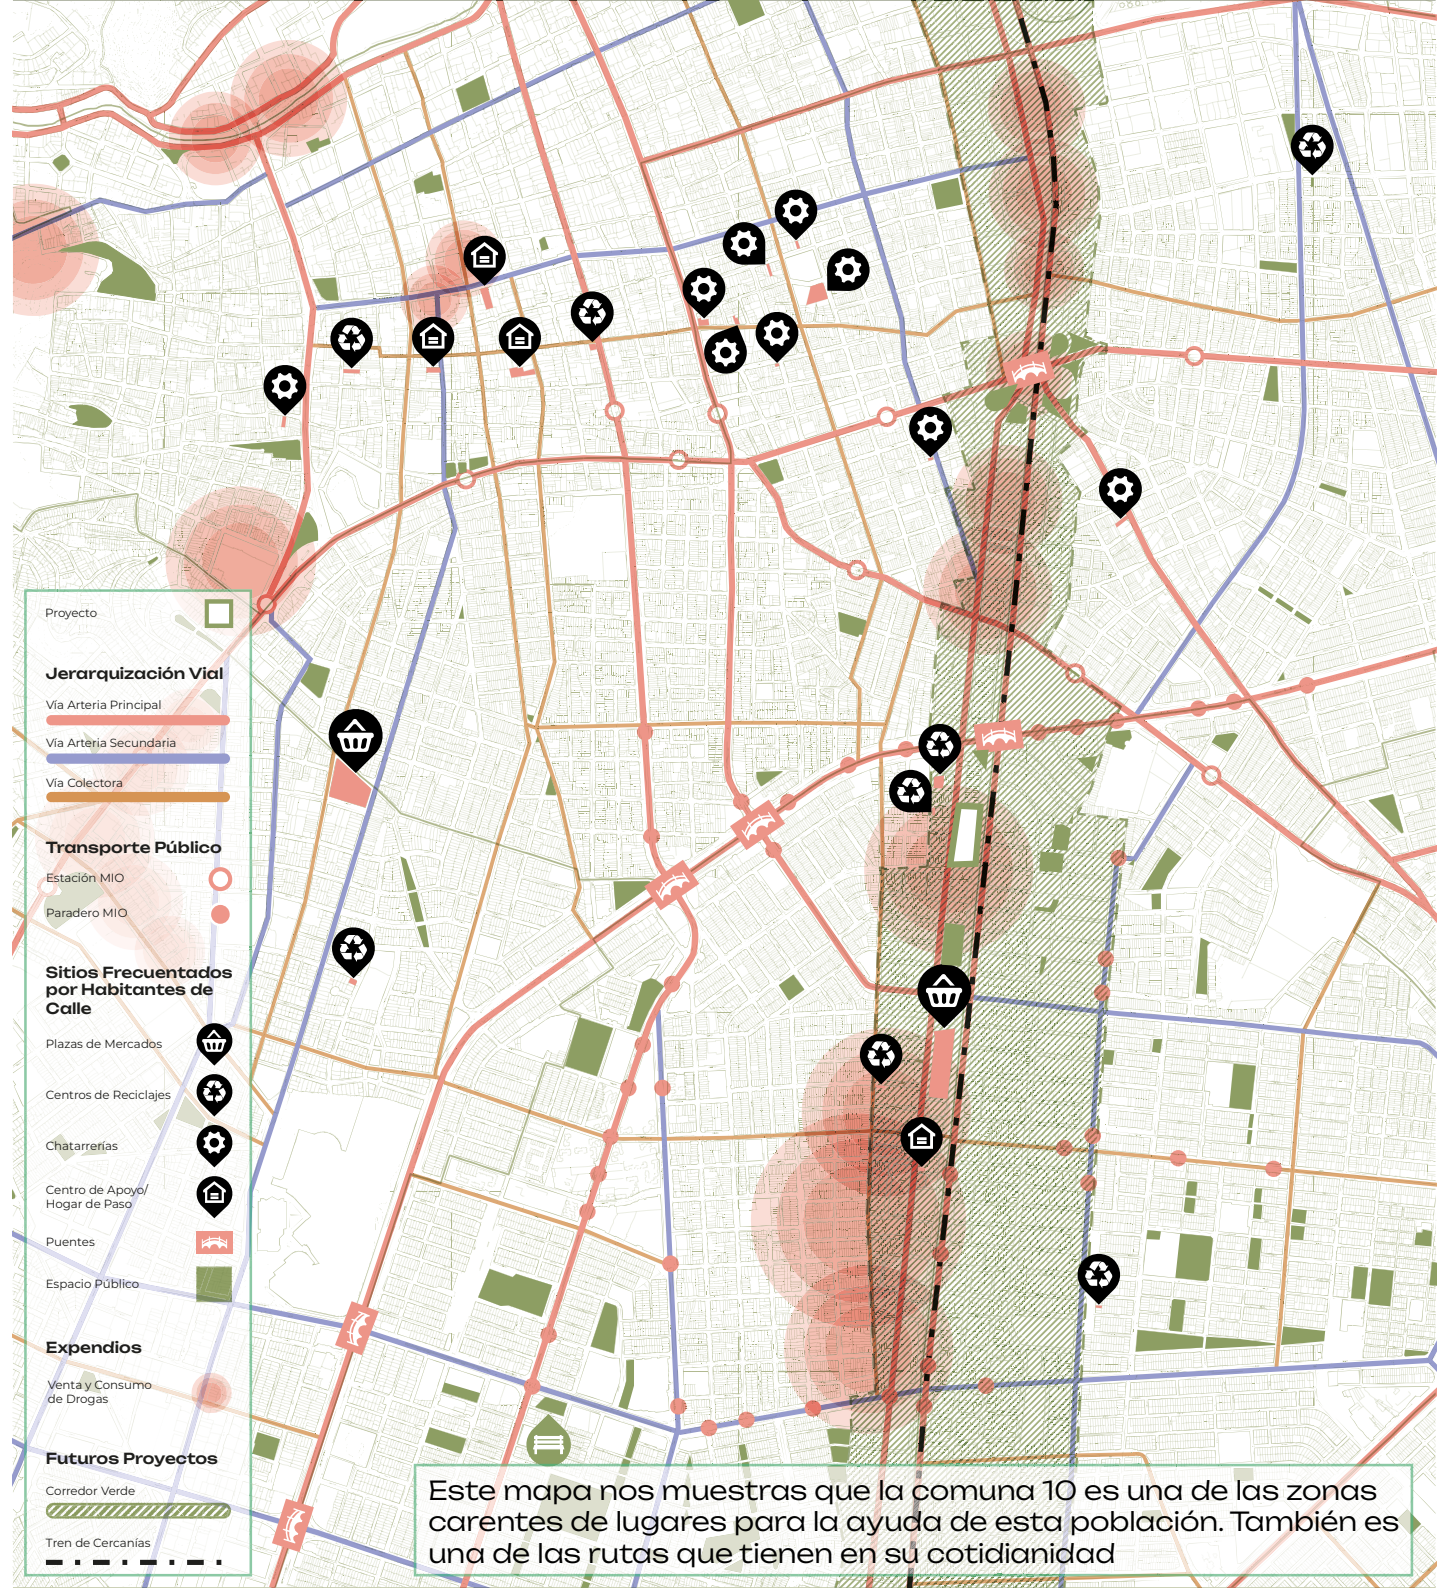 Proyecto
Jerarquización Vial
Vía Arteria Principal
Vía Arteria Secundaria
Vía Colectora
Transporte Público
Estación MIO
Paradero MIO
Sitios Frecuentados
por Habitantes de
Calle
Plazas de Mercados
Centros de Reciclajes
Chatarrerías
Centro de Apoyo/
Hogar de Paso
Puentes
Espacio Público
Expendios
Venta y Consumo
de Drogas
Futuros Proyectos
Corredor Verde
Tren de Cercanías
Este mapa nos muestras que la comuna 10 es una de las zonas
carentes de lugares para la ayuda de esta población. También es
una de las rutas que tienen en su cotidianidad